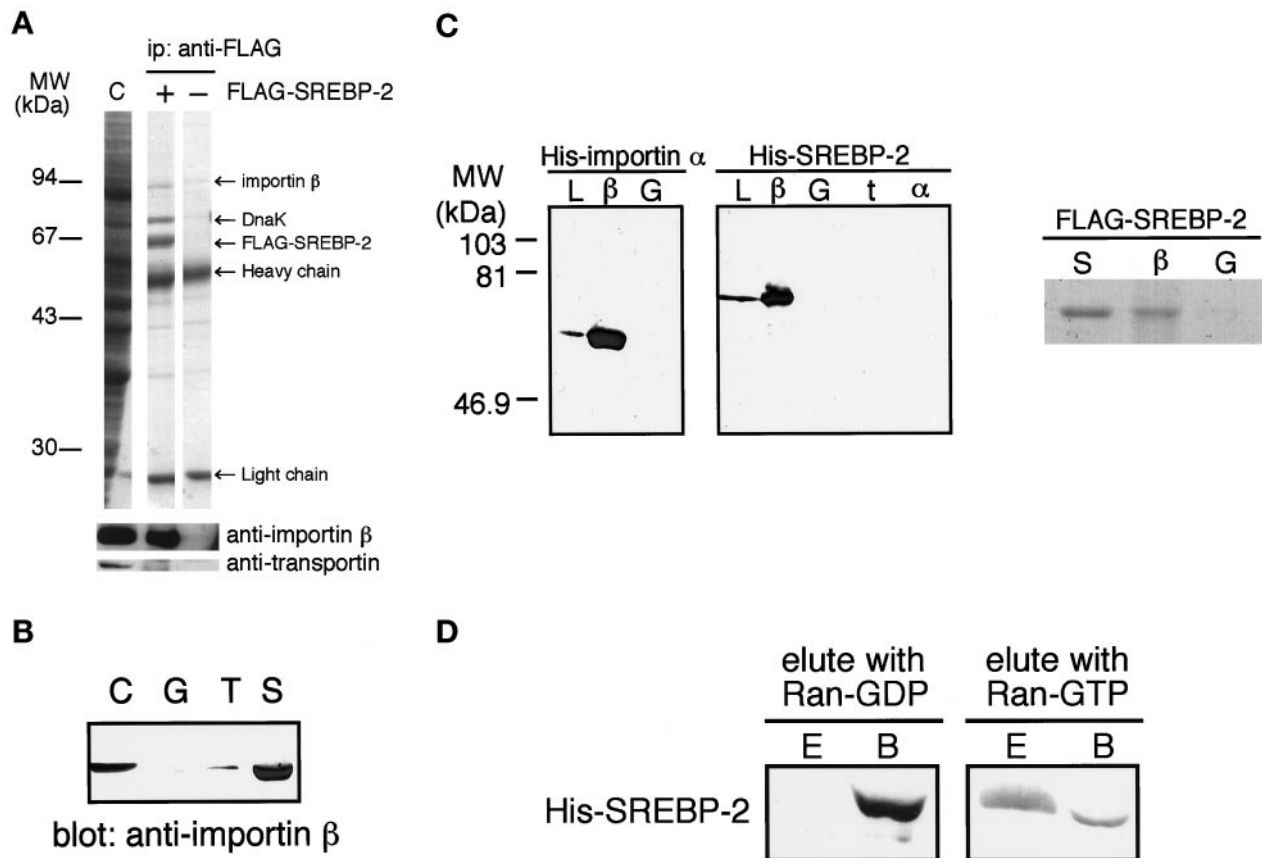 A
ip: anti-FLAG
MW
(kDa)
C + − FLAG-SREBP-2
94
67
43
30
← importin β
← DnaK
← FLAG-SREBP-2
← Heavy chain
← Light chain
anti-importin β
anti-transportin
B
C G T S
blot: anti-importin β
C
His-importin α
His-SREBP-2
MW
(kDa)
L β G
L β G t α
103
81
46.9
FLAG-SREBP-2
S β G
D
elute with
Ran-GDP
elute with
Ran-GTP
E B
E B
His-SREBP-2